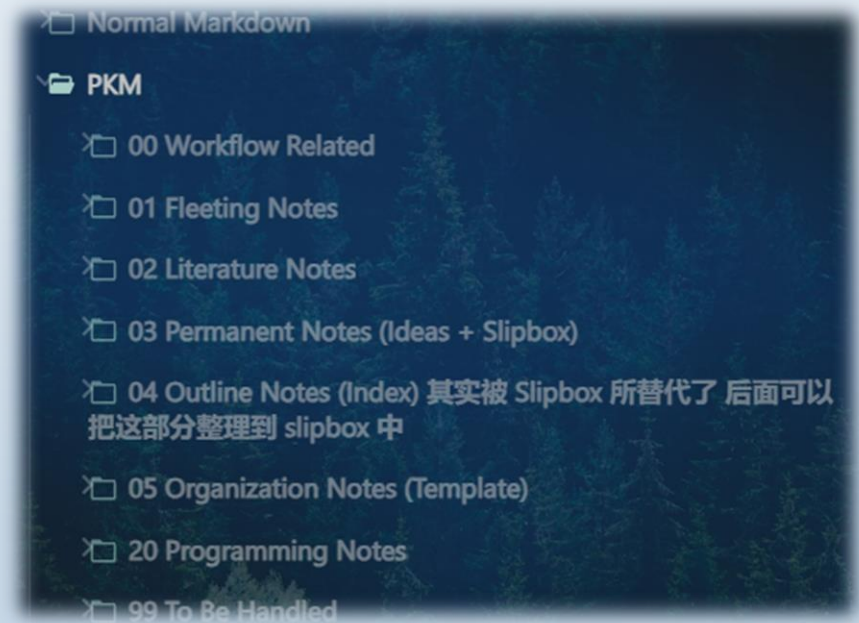 Normal Markdown
PKM
00 Workflow Related
01 Fleeting Notes
02 Literature Notes
03 Permanent Notes (Ideas + Slipbox)
04 Outline Notes (Index) 其实被 Slipbox 所替代了 后面可以
把这部分整理到 slipbox 中
05 Organization Notes (Template)
20 Programming Notes
99 To Be Handled